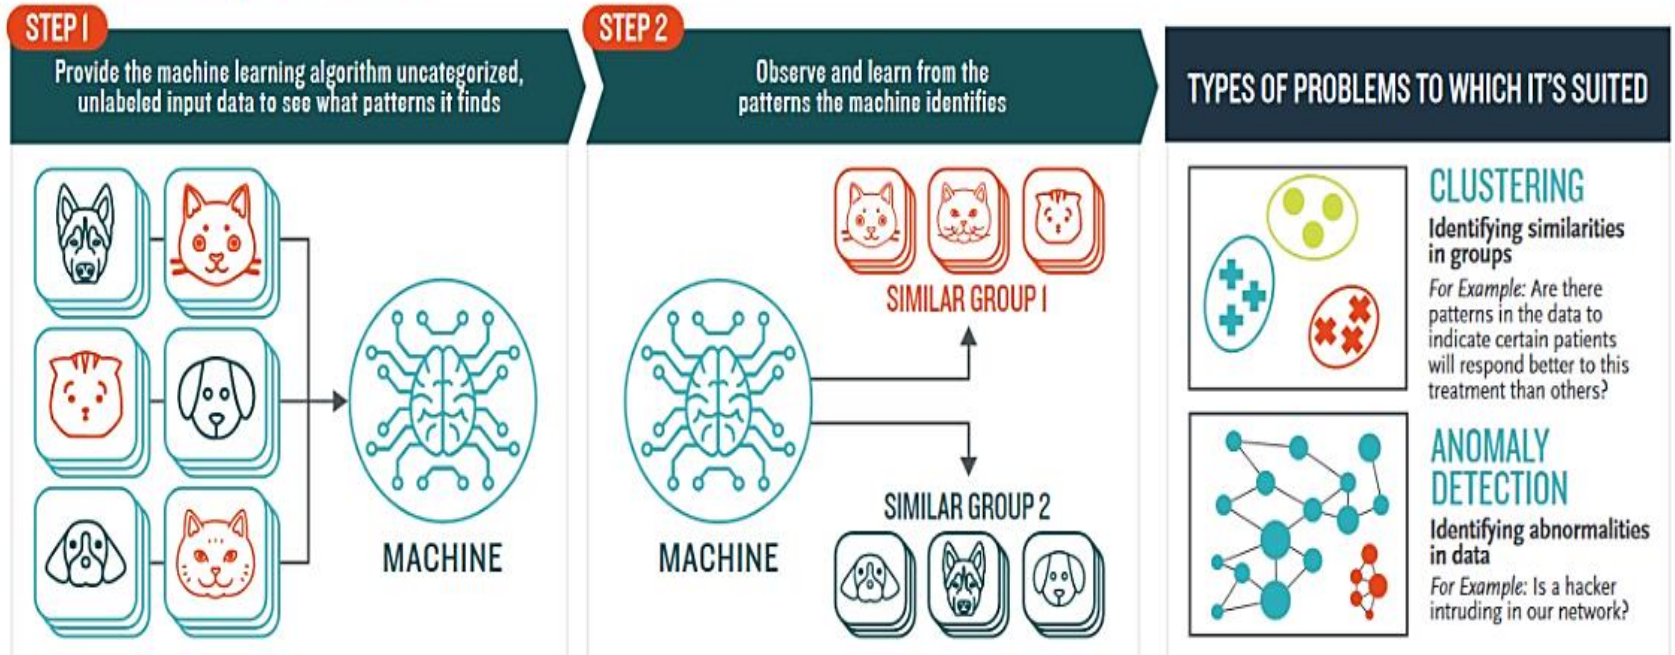 STEP 1
Provide the machine learning algorithm uncategorized,
unlabeled input data to see what patterns it finds
MACHINE
STEP 2
Observe and learn from the
patterns the machine identifies
MACHINE
SIMILAR GROUP 1
SIMILAR GROUP 2
TYPES OF PROBLEMS TO WHICH IT'S SUITED
CLUSTERING
Identifying similarities
in groups
For Example: Are there
patterns in the data to
indicate certain patients
will respond better to this
treatment than others?
ANOMALY
DETECTION
Identifying abnormalities
in data
For Example: Is a hacker
intruding in our network?